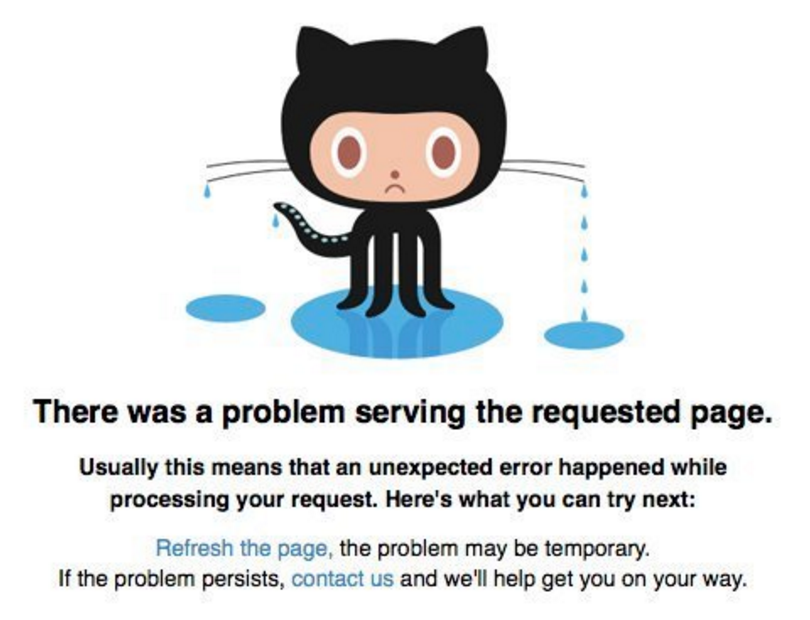 There was a problem serving the requested page.
Usually this means that an unexpected error happened while
processing your request. Here's what you can try next:
Refresh the page, the problem may be temporary.
If the problem persists, contact us and we'll help get you on your way.